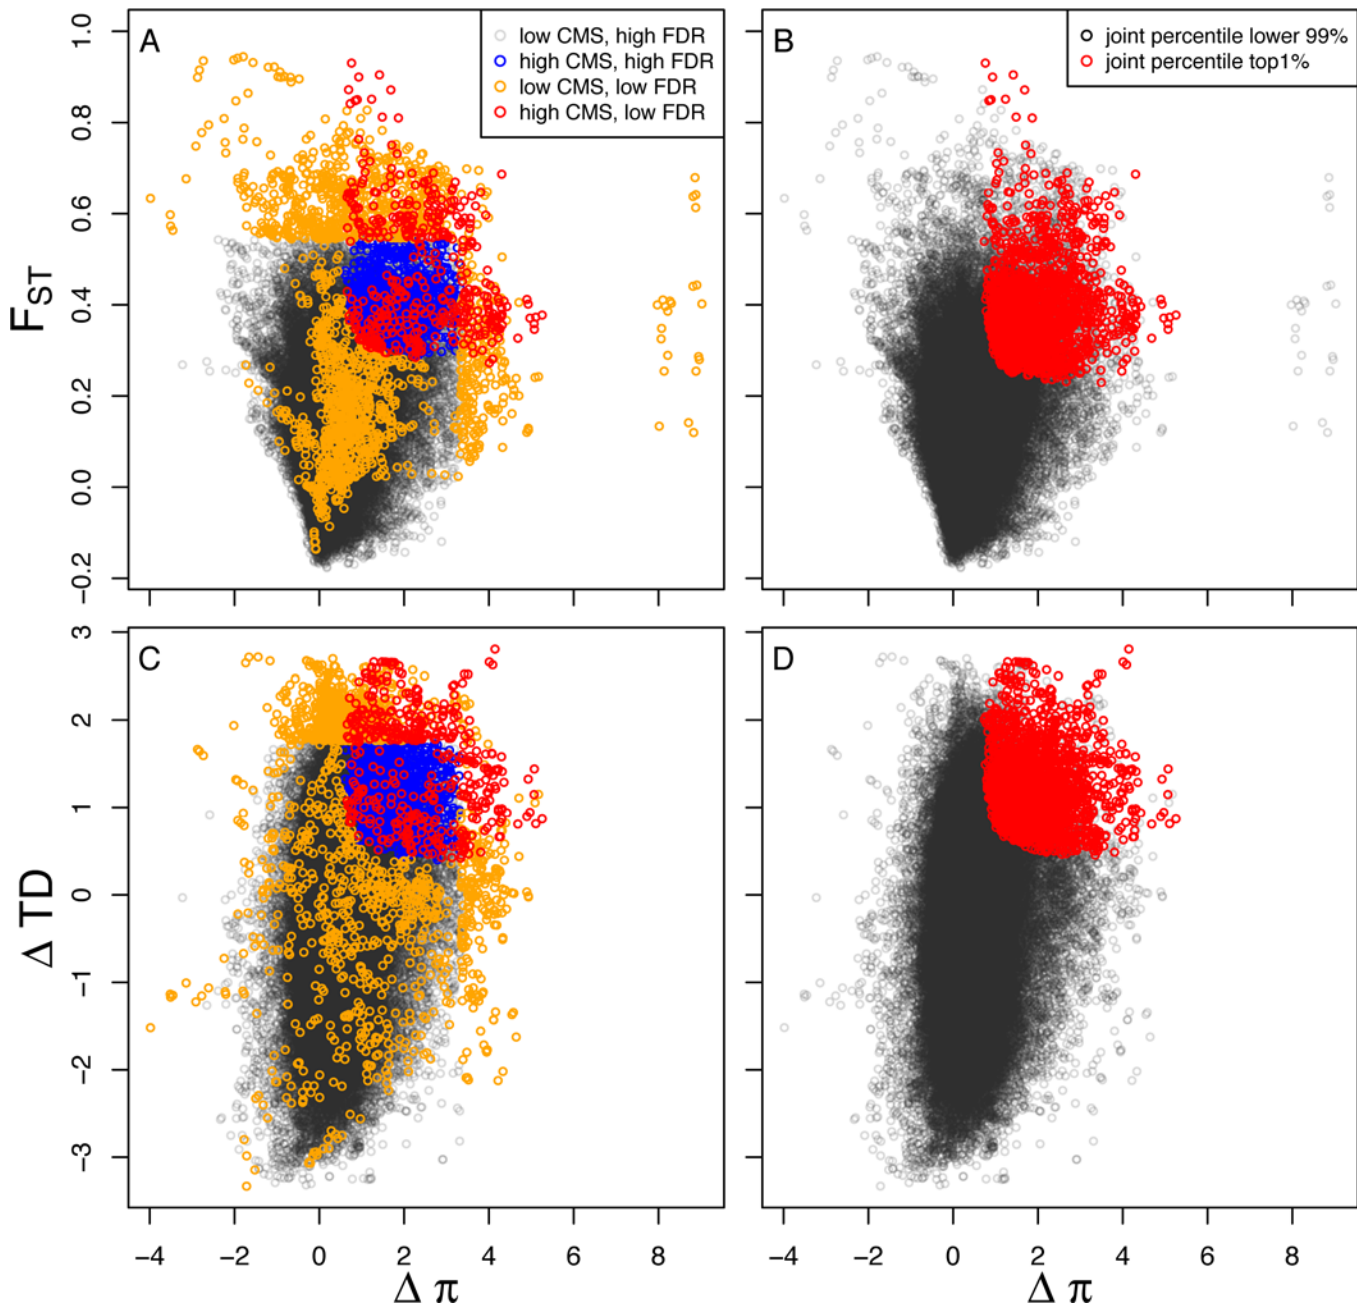 A
low CMS, high FDR
high CMS, high FDR
low CMS, low FDR
high CMS, low FDR
B
joint percentile lower 99%
joint percentile top1%
F_ST
1.0
0.8
0.6
0.4
0.2
0.0
−0.2
C
D
Δ TD
3
2
1
0
−1
−2
−3
−4 −2 0 2 4 6 8
−4 −2 0 2 4 6 8
Δ π
Δ π